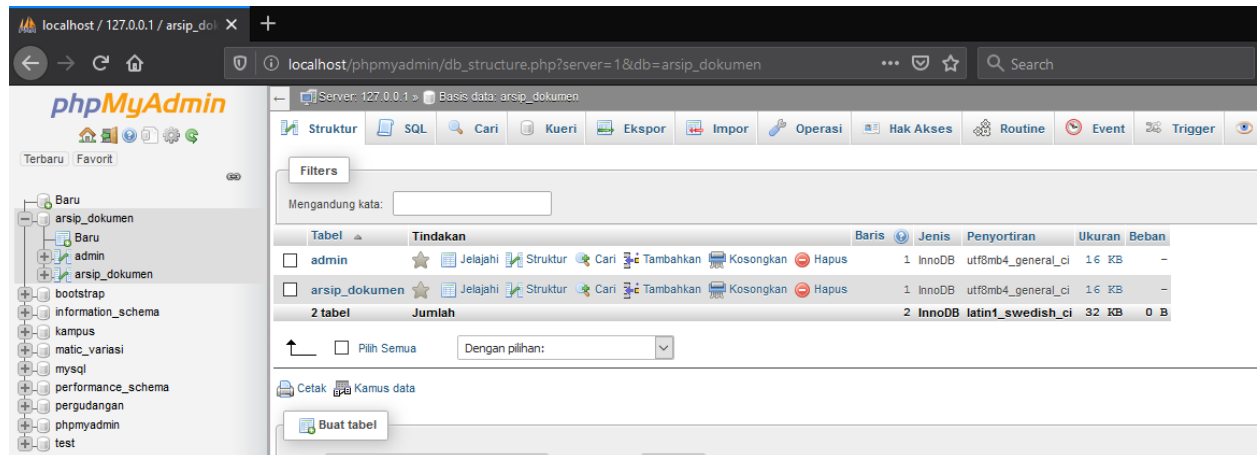 localhost / 127.0.0.1 / arsip_dok
localhost/phpmyadmin/db_structure.php?server=1&db=arsip_dokumen
Search
phpMyAdmin
Terbaru Favorit
Baru
arsip_dokumen
Baru
admin
arsip_dokumen
bootstrap
information_schema
kampus
matic_variasi
mysql
performance_schema
pergudangan
phpmyadmin
test
Server: 127.0.0.1 » Basis data: arsip_dokumen
Struktur SQL Cari Kueri Ekspor Impor Operasi Hak Akses Routine Event Trigger
Filters
Mengandung kata:
Tabel Tindakan Baris Jenis Penyortiran Ukuran Beban
admin Jelajahi Struktur Cari Tambahkan Kosongkan Hapus 1 InnoDB utf8mb4_general_ci 16 KB -
arsip_dokumen Jelajahi Struktur Cari Tambahkan Kosongkan Hapus 1 InnoDB utf8mb4_general_ci 16 KB -
2 tabel Jumlah 2 InnoDB latin1_swedish_ci 32 KB 0 B
Pilih Semua Dengan pilihan:
Cetak Kamus data
Buat tabel